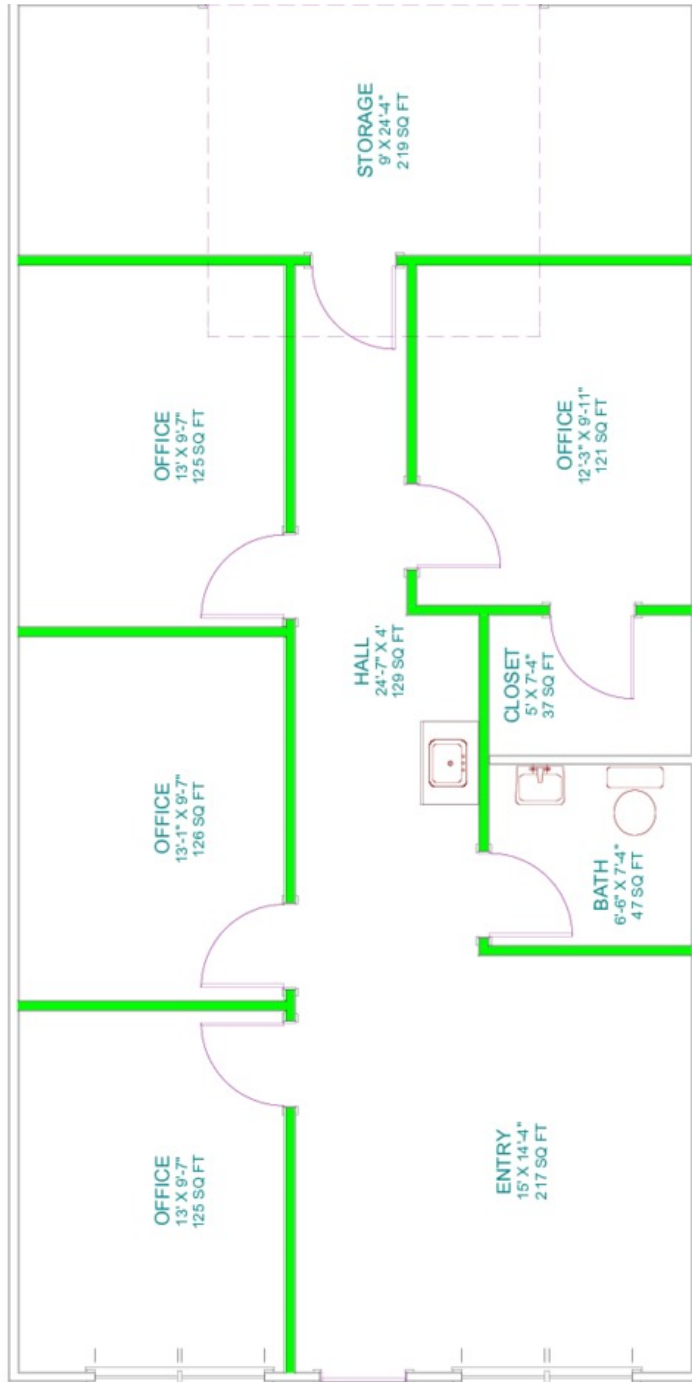 STORAGE
9' X 24'-4"
219 SQ FT
OFFICE
13' X 9'-7"
125 SQ FT
OFFICE
12'-3" X 9'-11"
121 SQ FT
HALL
24'-7" X 4'
129 SQ FT
CLOSET
5' X 7'-4"
37 SQ FT
OFFICE
13'-1" X 9'-7"
126 SQ FT
BATH
6'-6" X 7'-4"
47 SQ FT
OFFICE
13' X 9'-7"
125 SQ FT
ENTRY
15' X 14'-4"
217 SQ FT